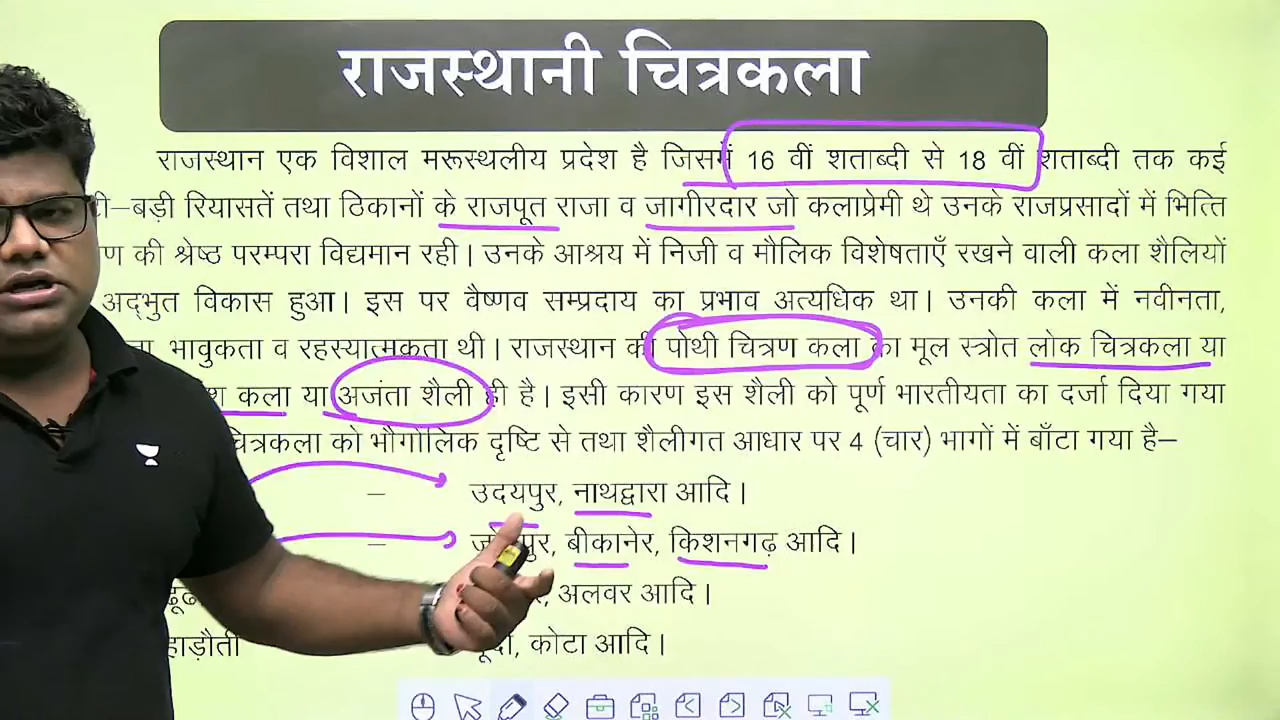 राजस्थानी चित्रकला
राजस्थान एक विशाल मरूस्थलीय प्रदेश है जिसमें 16 वीं शताब्दी से 18 वीं शताब्दी तक कई
–बड़ी रियासतें तथा ठिकानों के राजपूत राजा व जागीरदार जो कलाप्रेमी थे उनके राजप्रसादों में भित्ति
की श्रेष्ठ परम्परा विद्यमान रही। उनके आश्रय में निजी व मौलिक विशेषताएँ रखने वाली कला शैलियों
अद्भुत विकास हुआ। इस पर वैष्णव सम्प्रदाय का प्रभाव अत्यधिक था। उनकी कला में नवीनता,
भावुकता व रहस्यात्मकता थी। राजस्थान की पोथी चित्रण कला का मूल स्त्रोत लोक चित्रकला या
कला या अजंता शैली ही है। इसी कारण इस शैली को पूर्ण भारतीयता का दर्जा दिया गया
चित्रकला को भौगोलिक दृष्टि से तथा शैलीगत आधार पर 4 (चार) भागों में बाँटा गया है–
– उदयपुर, नाथद्वारा आदि।
– बीकानेर, किशनगढ़ आदि।
अलवर आदि।
हाड़ौती कोटा आदि।